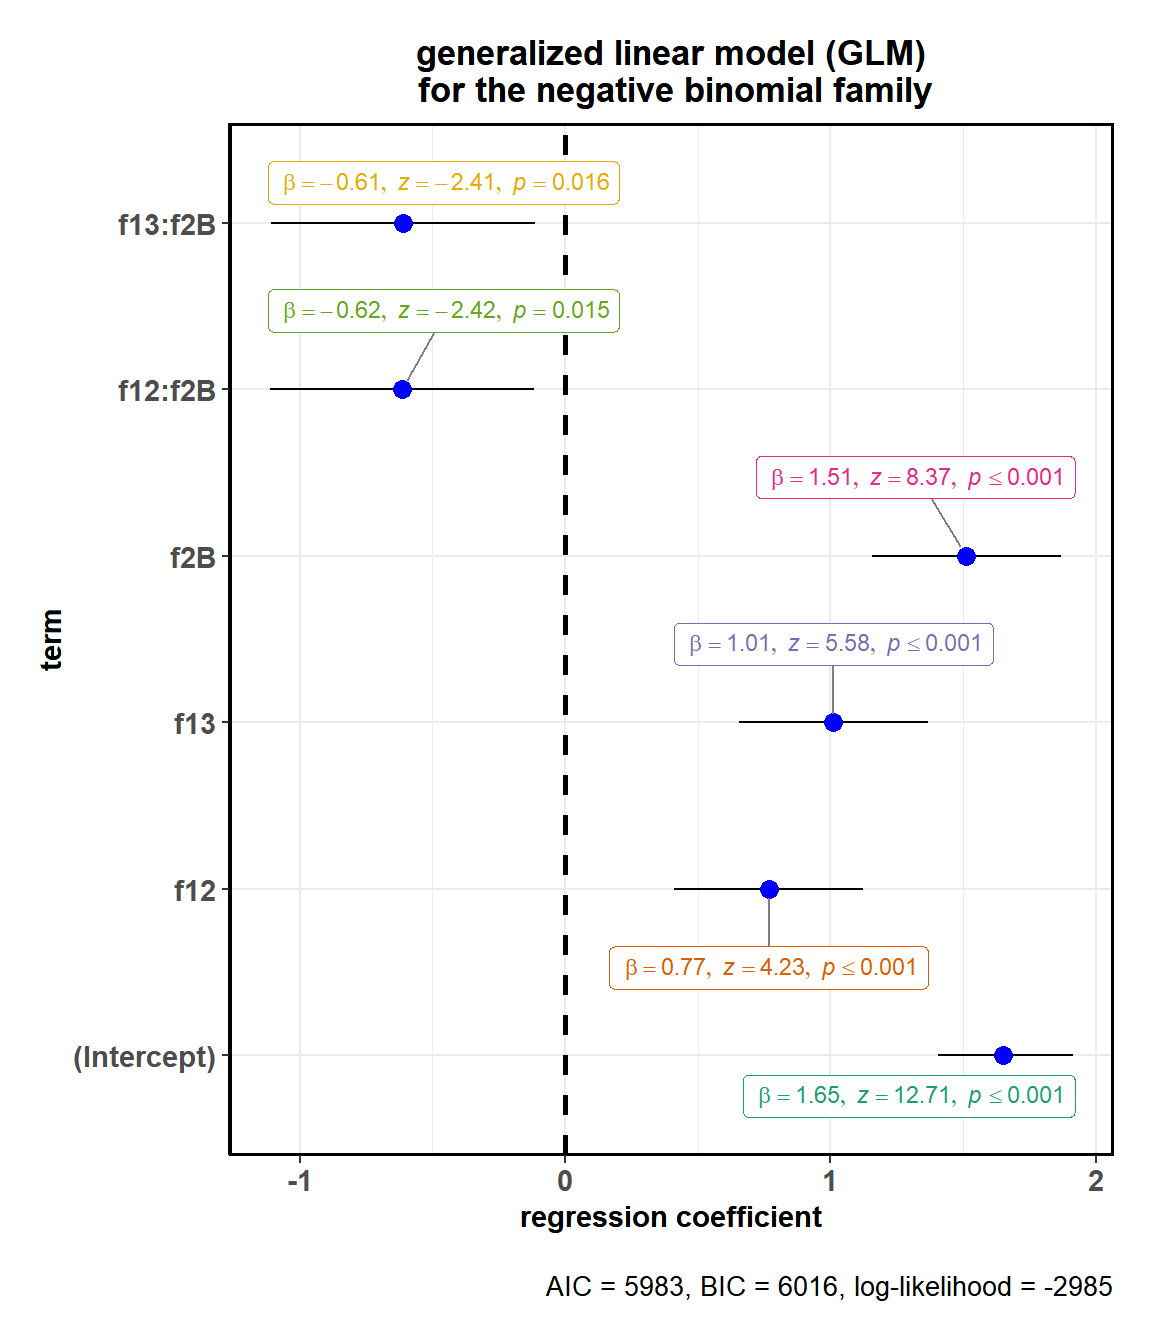 generalized linear model (GLM)
for the negative binomial family
β = −0.61, z = −2.41, p = 0.016
f13:f2B
β = −0.62, z = −2.42, p = 0.015
f12:f2B
β = 1.51, z = 8.37, p ≤ 0.001
f2B
term
β = 1.01, z = 5.58, p ≤ 0.001
f13
f12
β = 0.77, z = 4.23, p ≤ 0.001
(Intercept)
β = 1.65, z = 12.71, p ≤ 0.001
-1 0 1 2
regression coefficient
AIC = 5983, BIC = 6016, log-likelihood = -2985